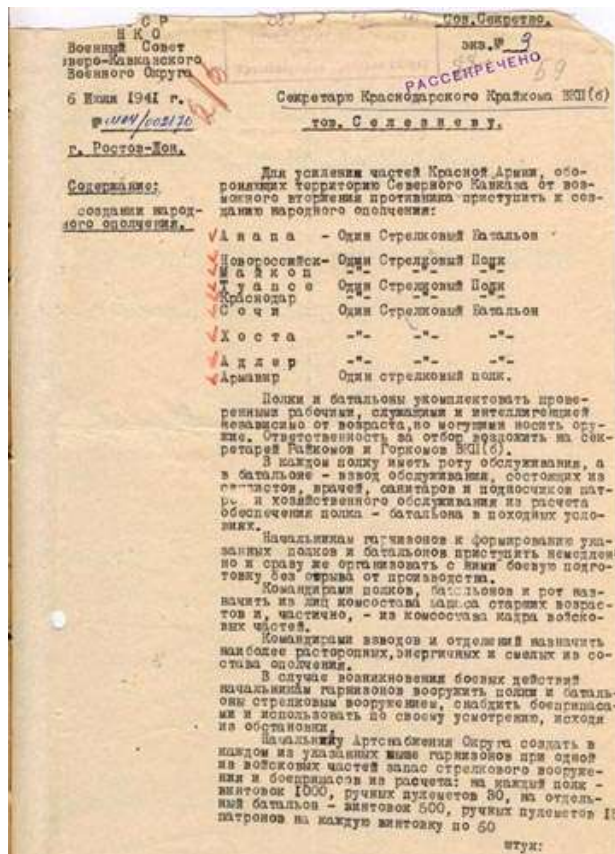 СР
НКО
Военный Совет
Северо-Кавказского
Военного Округа
6 Июля 1941 г.
г. Ростов-Дон.
Содержание:
создании народ-
ного ополчения.
Сов.Секретно.
экз.№ 9
59
РАССЕКРЕЧЕНО
Секретарю Краснодарского Крайкома ВКП(б)
тов. Селезневу.
Для усиления частей Красной Армии, обо-
роняющих территорию Северного Кавказа от воз-
можного вторжения противника приступить к соз-
данию народного ополчения:
Анапа - Один Стрелковый Батальон
Новороссийск- Один Стрелковый Полк
Майкоп -"- -"- -"-
Туапсе Один Стрелковый Полк
Краснодар -"- -"- -"-
Сочи Один Стрелковый Батальон
Хоста -"- -"- -"-
Адлер -"- -"- -"-
Армавир Один стрелковый полк.
Полки и батальоны укомплектовать прове-
ренными рабочими, служащими и интеллигенцией
независимо от возраста,но могущими носить ору-
жие. Ответственность за отбор возложить на сек-
ретарей Райкомов и Горкомов ВКП(б).
В каждом полку иметь роту обслуживания, а
в батальоне - взвод обслуживания, состоящих из
врачей, санитаров и подносчиков пат-
ро и хозяйственного обслуживания из расчета
обеспечения полка - батальона в походных усло-
виях.
Начальникам гарнизонов к формированию ука-
занных полков и батальонов приступить немедлен
но и сразу же организовать с ними боевую подго-
товку без отрыва от производства.
Командирами полков, батальонов и рот наз-
начить из лиц комсостава запаса старших возрас-
тов и, частично, - из комсостава кадра войско-
вых частей.
Командирами взводов и отделений назначить
наиболее расторопных,энергичных и смелых из со-
става ополчения.
В случае возникновения боевых действий
начальникам гарнизонов вооружить полки и баталь-
оны стрелковым вооружением, снабдить боеприпаса-
ми и использовать по своему усмотрению, исходя
из обстановки.
Начальнику Артснабжения Округа создать в
каждом из указанных выше гарнизонов при одной
из войсковых частей запас стрелкового вооруже-
ния и боеприпасов из расчета: на каждый полк -
винтовок 1000, ручных пулеметов 30, на отдель-
ный батальон - винтовок 500, ручных пулеметов 1
патронов на каждую винтовку по 60
штук: